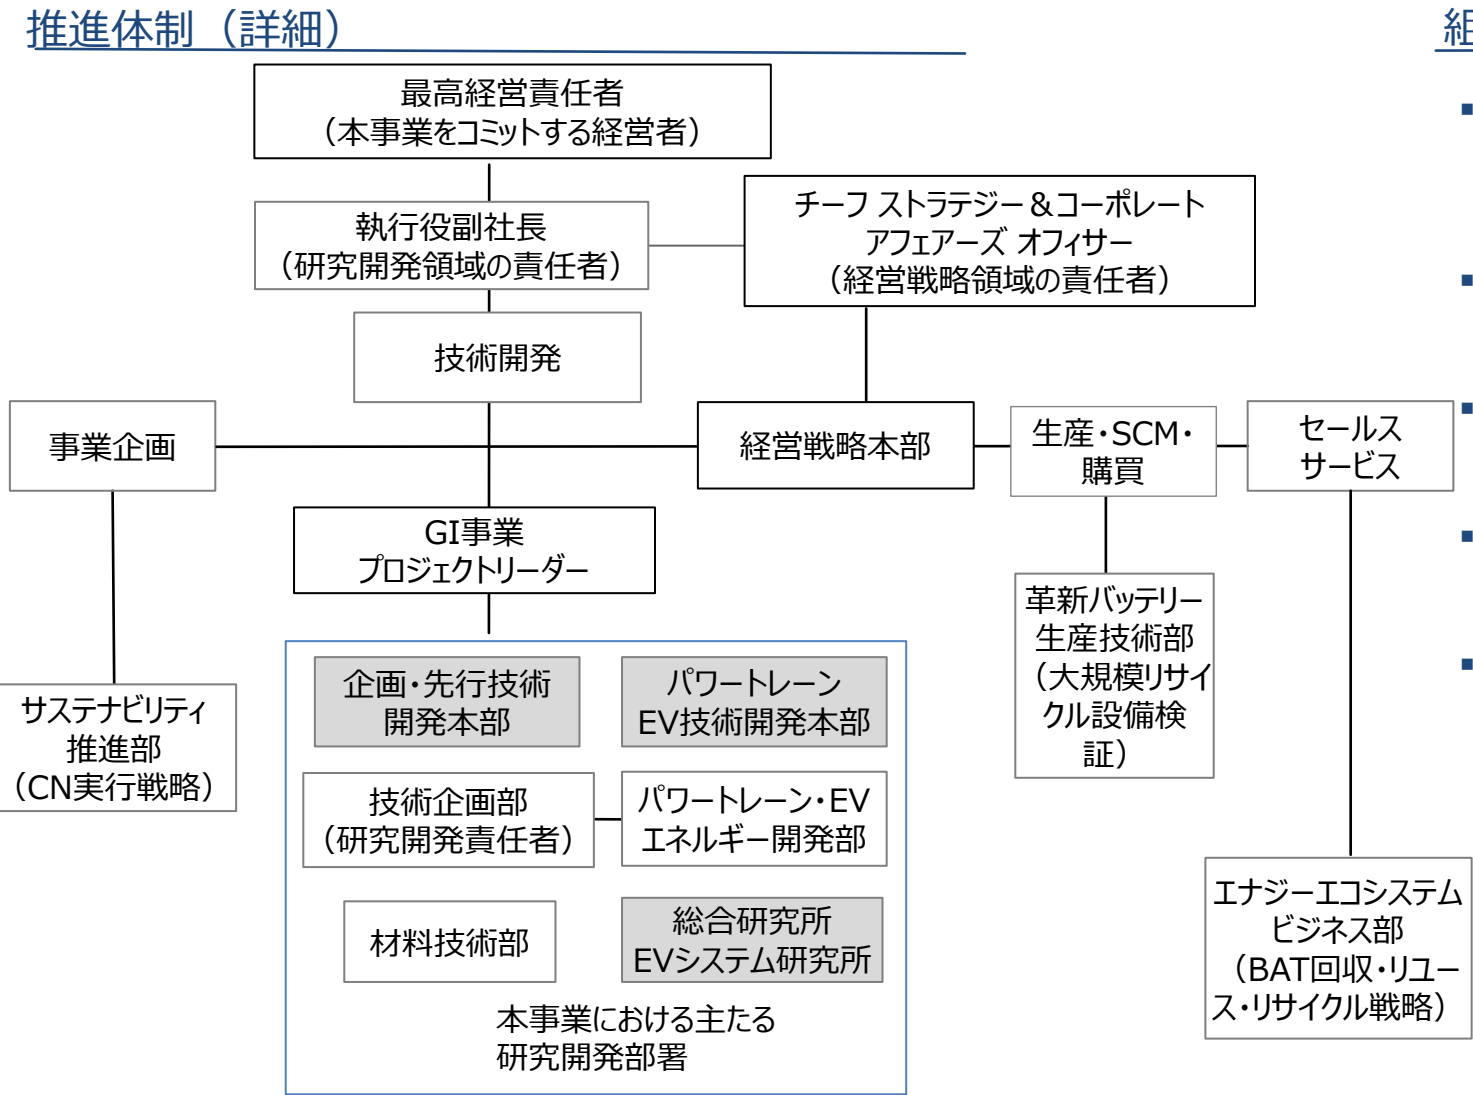 推進体制（詳細）
組
最高経営責任者
（本事業をコミットする経営者）
執行役副社長
（研究開発領域の責任者）
チーフ ストラテジー＆コーポレート
アフェアーズ オフィサー
（経営戦略領域の責任者）
技術開発
事業企画
経営戦略本部
生産・SCM・
購買
セールス
サービス
GI事業
プロジェクトリーダー
革新バッテリー
生産技術部
（大規模リサイ
クル設備検
証）
サステナビリティ
推進部
（CN実行戦略）
企画・先行技術
開発本部
パワートレーン
EV技術開発本部
技術企画部
（研究開発責任者）
パワートレーン・EV
エネルギー開発部
材料技術部
総合研究所
EVシステム研究所
本事業における主たる
研究開発部署
エナジーエコシステム
ビジネス部
（BAT回収・リユー
ス・リサイクル戦略）